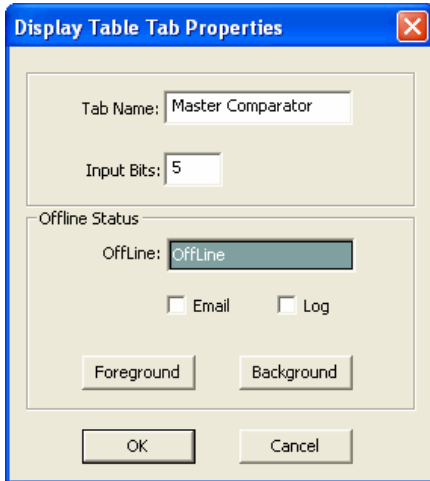 Display Table Tab Properties
Tab Name: Master Comparator
Input Bits: 5
Offline Status
OffLine: OffLine
Email Log
Foreground Background
OK Cancel